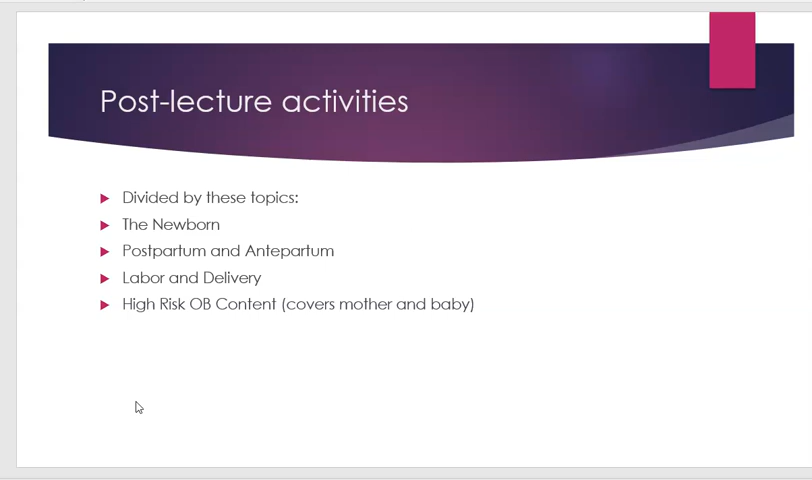 Post-lecture activities
Divided by these topics:
The Newborn
Postpartum and Antepartum
Labor and Delivery
High Risk OB Content (covers mother and baby)